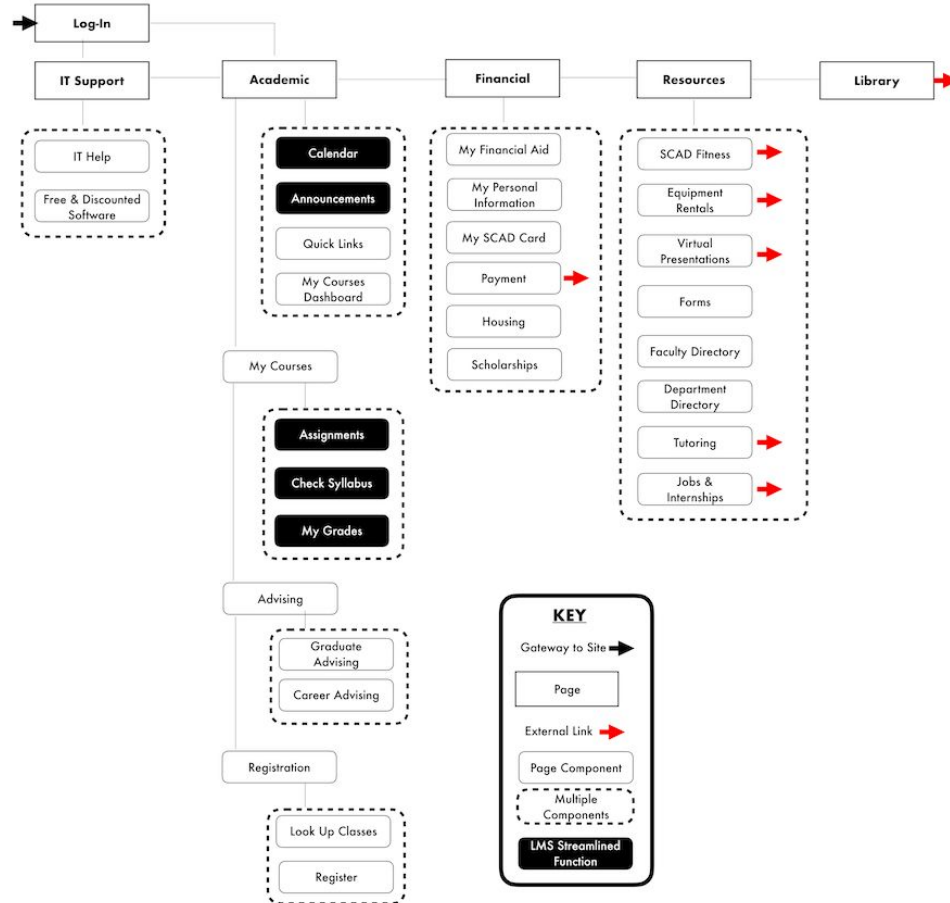 Log-In
IT Support
Academic
Financial
Resources
Library
IT Help
Free & Discounted
Software
Calendar
Announcements
Quick Links
My Courses
Dashboard
My Financial Aid
My Personal
Information
My SCAD Card
Payment
Housing
Scholarships
SCAD Fitness
Equipment
Rentals
Virtual
Presentations
Forms
Faculty Directory
Department
Directory
Tutoring
Jobs &
Internships
My Courses
Assignments
Check Syllabus
My Grades
Advising
Graduate
Advising
Career Advising
Registration
Look Up Classes
Register
KEY
Gateway to Site
Page
External Link
Page Component
Multiple
Components
LMS Streamlined
Function